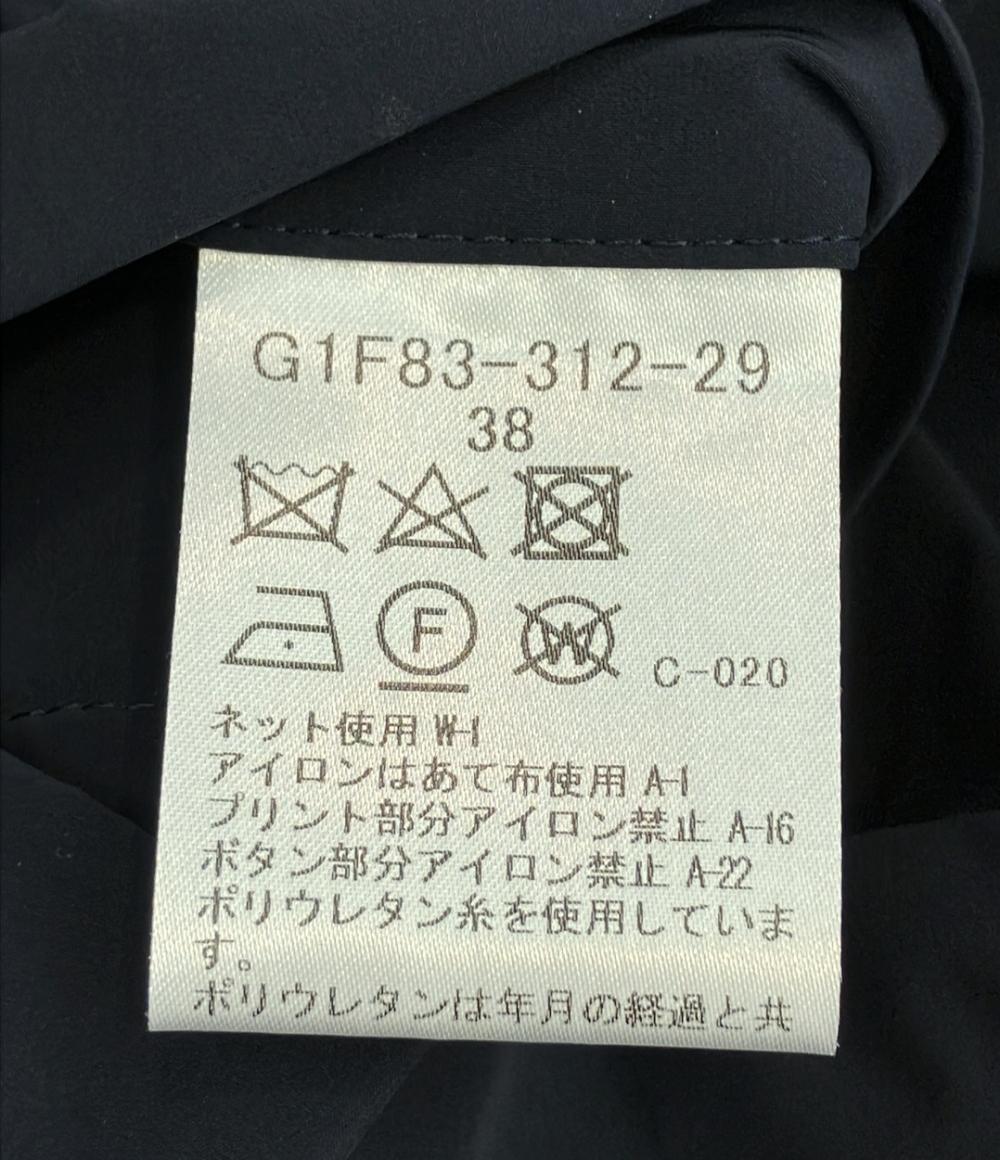 G1F83-312-29
38
F
W
C-020
ネット使用 W-1
アイロンはあて布使用 A-1
プリント部分アイロン禁止 A-16
ボタン部分アイロン禁止 A-22
ポリウレタン糸を使用していま
す。
ポリウレタンは年月の経過と共